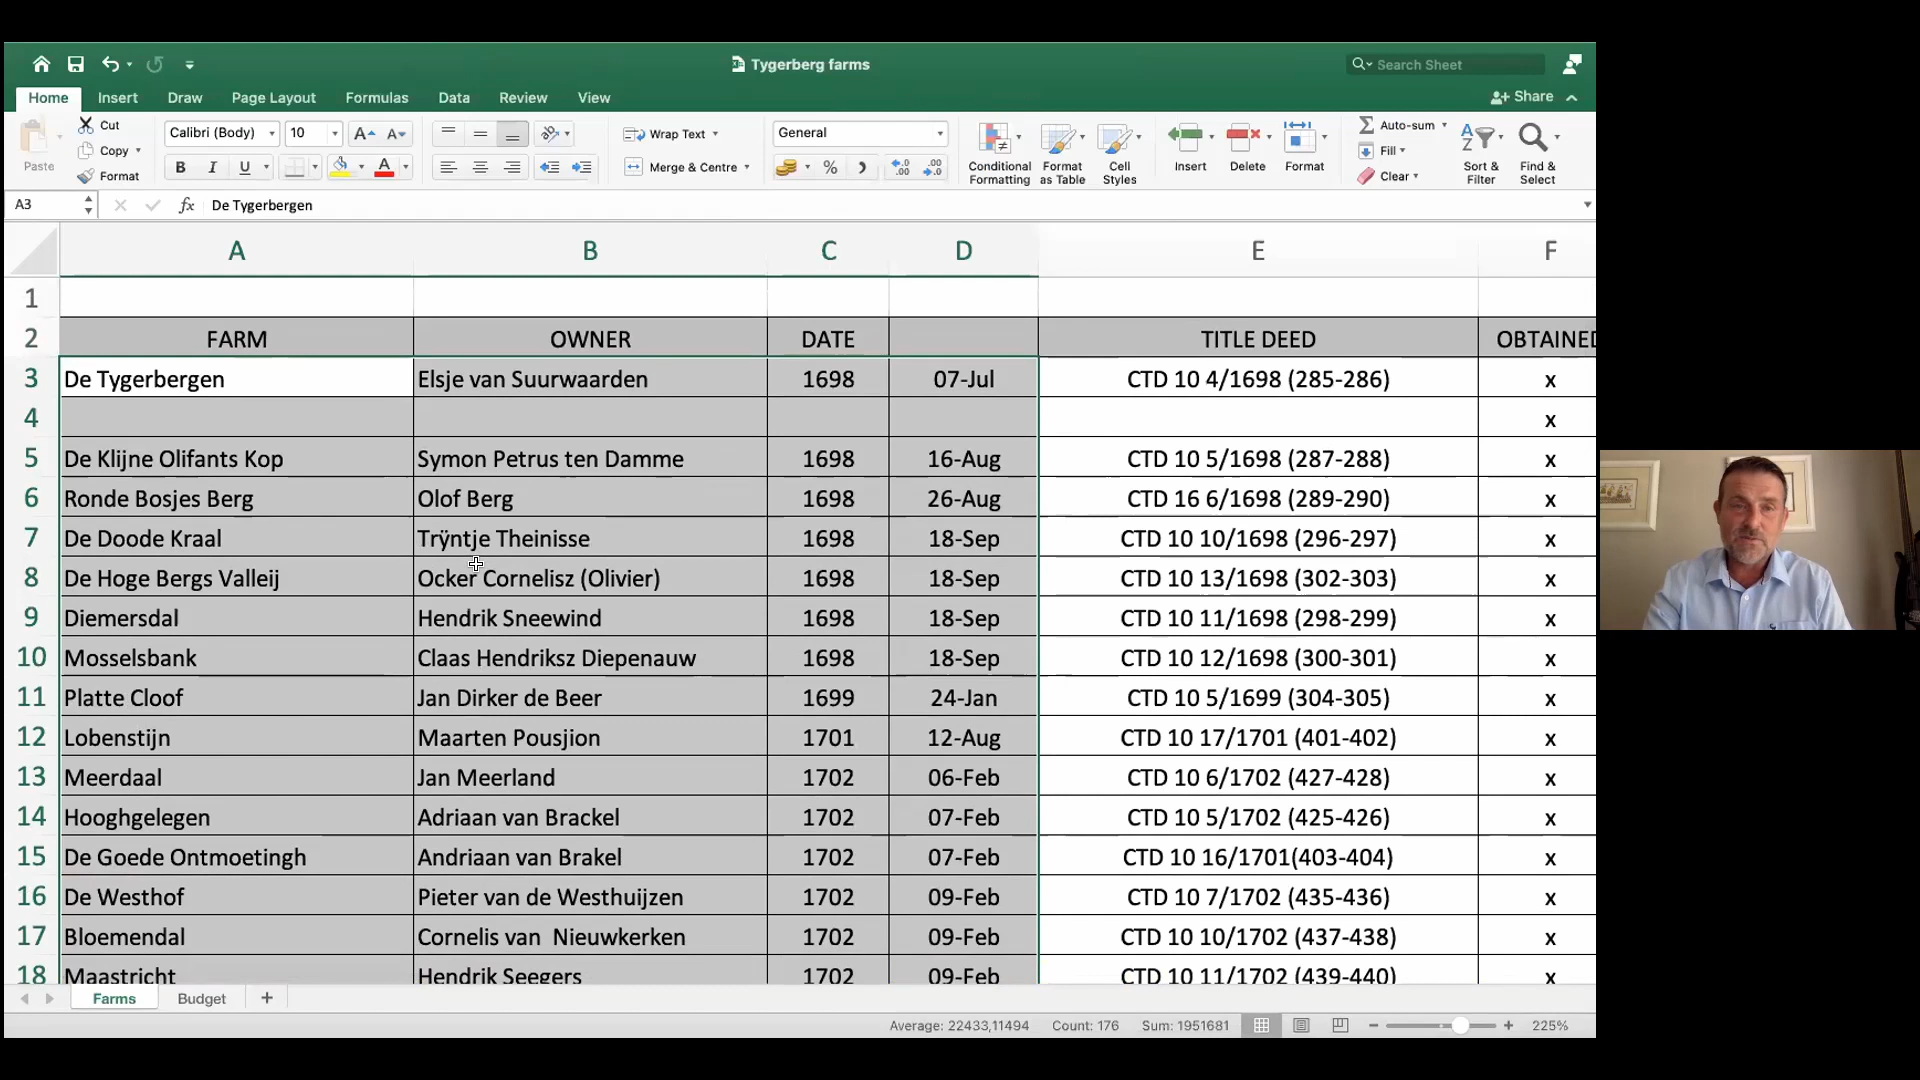 Tygerberg farms
Search Sheet
Home Insert Draw Page Layout Formulas Data Review View
Share
Paste
Cut
Copy
Format
Calibri (Body) 10
A A
B I U A
Wrap Text
Merge & Centre
General
% .0 .00 .00 .0
Conditional Formatting
Format as Table
Cell Styles
Insert
Delete
Format
Auto-sum
Fill
Clear
Sort & Filter
Find & Select
A3 fx De Tygerbergen
A B C D E F
1
2 FARM OWNER DATE TITLE DEED OBTAINED
3 De Tygerbergen Elsje van Suurwaarden 1698 07-Jul CTD 10 4/1698 (285-286) x
4 x
5 De Klijne Olifants Kop Symon Petrus ten Damme 1698 16-Aug CTD 10 5/1698 (287-288) x
6 Ronde Bosjes Berg Olof Berg 1698 26-Aug CTD 16 6/1698 (289-290) x
7 De Doode Kraal Trÿntje Theinisse 1698 18-Sep CTD 10 10/1698 (296-297) x
8 De Hoge Bergs Valleij Ocker Cornelisz (Olivier) 1698 18-Sep CTD 10 13/1698 (302-303) x
9 Diemersdal Hendrik Sneewind 1698 18-Sep CTD 10 11/1698 (298-299) x
10 Mosselsbank Claas Hendriksz Diepenauw 1698 18-Sep CTD 10 12/1698 (300-301) x
11 Platte Cloof Jan Dirker de Beer 1699 24-Jan CTD 10 5/1699 (304-305) x
12 Lobenstijn Maarten Pousjion 1701 12-Aug CTD 10 17/1701 (401-402) x
13 Meerdaal Jan Meerland 1702 06-Feb CTD 10 6/1702 (427-428) x
14 Hooghgelegen Adriaan van Brackel 1702 07-Feb CTD 10 5/1702 (425-426) x
15 De Goede Ontmoetingh Andriaan van Brakel 1702 07-Feb CTD 10 16/1701(403-404) x
16 De Westhof Pieter van de Westhuijzen 1702 09-Feb CTD 10 7/1702 (435-436) x
17 Bloemendal Cornelis van  Nieuwkerken 1702 09-Feb CTD 10 10/1702 (437-438) x
18 Maastricht Hendrik Seegers 1702 09-Feb CTD 10 11/1702 (439-440) x
Farms Budget +
Average: 22433,11494 Count: 176 Sum: 1951681 225%